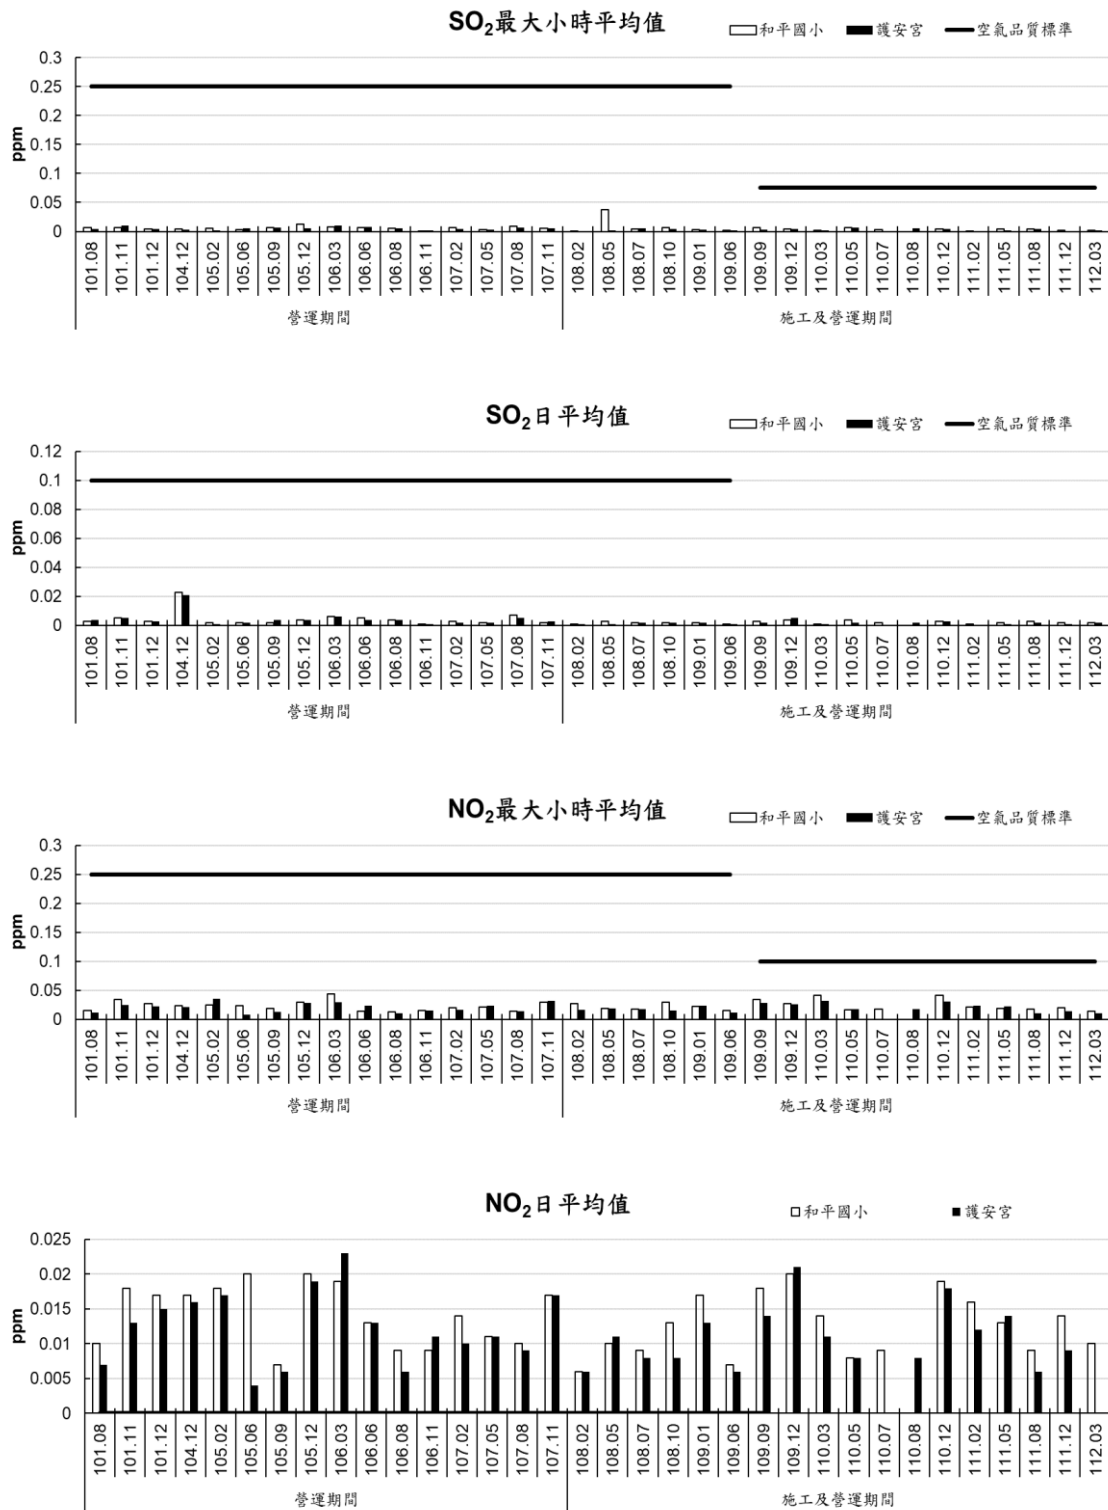 SO2最大小時平均值
和平國小 護安宮 空氣品質標準
ppm
0.3
0.25
0.2
0.15
0.1
0.05
0
101.08 101.11 101.12 104.12 105.02 105.06 105.09 105.12 106.03 106.06 106.08 106.11 107.02 107.05 107.08 107.11 108.02 108.05 108.07 108.10 109.01 109.06 109.09 109.12 110.03 110.05 110.07 110.08 110.12 111.02 111.05 111.08 111.12 112.03
營運期間 施工及營運期間
SO2日平均值
和平國小 護安宮 空氣品質標準
ppm
0.12
0.1
0.08
0.06
0.04
0.02
0
101.08 101.11 101.12 104.12 105.02 105.06 105.09 105.12 106.03 106.06 106.08 106.11 107.02 107.05 107.08 107.11 108.02 108.05 108.07 108.10 109.01 109.06 109.09 109.12 110.03 110.05 110.07 110.08 110.12 111.02 111.05 111.08 111.12 112.03
營運期間 施工及營運期間
NO2最大小時平均值
和平國小 護安宮 空氣品質標準
ppm
0.3
0.25
0.2
0.15
0.1
0.05
0
101.08 101.11 101.12 104.12 105.02 105.06 105.09 105.12 106.03 106.06 106.08 106.11 107.02 107.05 107.08 107.11 108.02 108.05 108.07 108.10 109.01 109.06 109.09 109.12 110.03 110.05 110.07 110.08 110.12 111.02 111.05 111.08 111.12 112.03
營運期間 施工及營運期間
NO2日平均值
和平國小 護安宮
ppm
0.025
0.02
0.015
0.01
0.005
0
101.08 101.11 101.12 104.12 105.02 105.06 105.09 105.12 106.03 106.06 106.08 106.11 107.02 107.05 107.08 107.11 108.02 108.05 108.07 108.10 109.01 109.06 109.09 109.12 110.03 110.05 110.07 110.08 110.12 111.02 111.05 111.08 111.12 112.03
營運期間 施工及營運期間